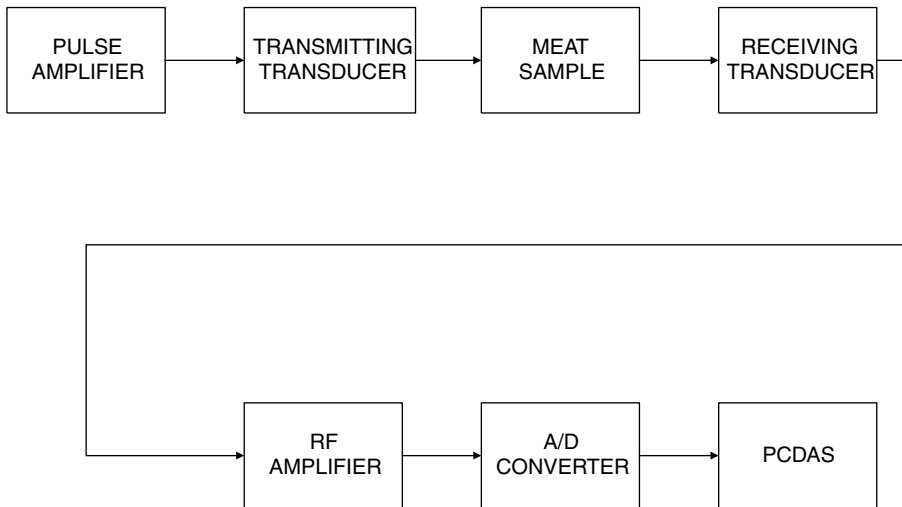 PULSE
AMPLIFIER
TRANSMITTING
TRANSDUCER
MEAT
SAMPLE
RECEIVING
TRANSDUCER
RF
AMPLIFIER
A/D
CONVERTER
PCDAS